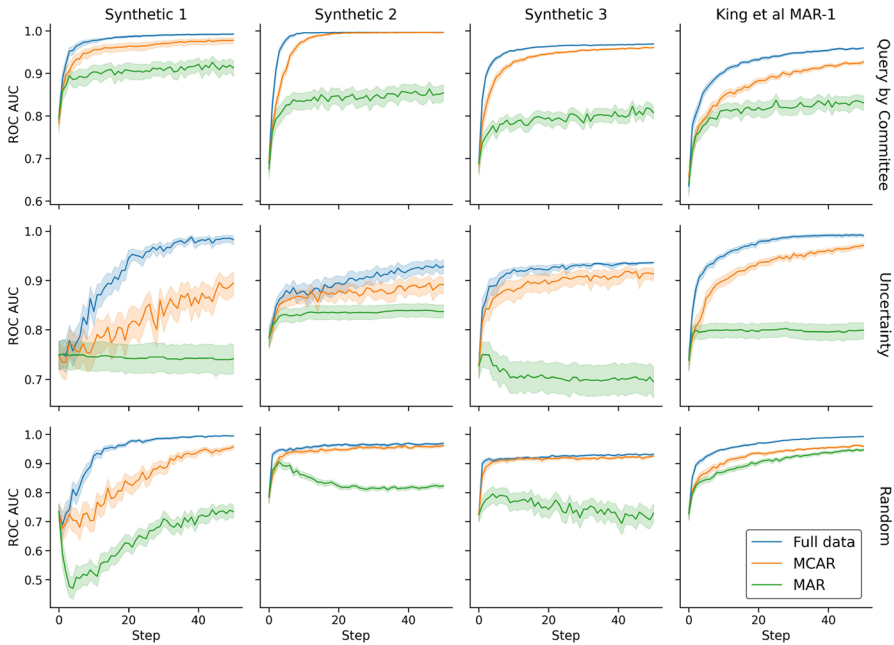 Synthetic 1 Synthetic 2 Synthetic 3 King et al MAR-1
1.0
0.9
0.8
0.7
0.6
ROC AUC
Query by Committee
1.0
0.9
0.8
0.7
ROC AUC
Uncertainty
1.0
0.9
0.8
0.7
0.6
0.5
ROC AUC
Random
Full data
MCAR
MAR
0 20 40 0 20 40 0 20 40 0 20 40
Step Step Step Step